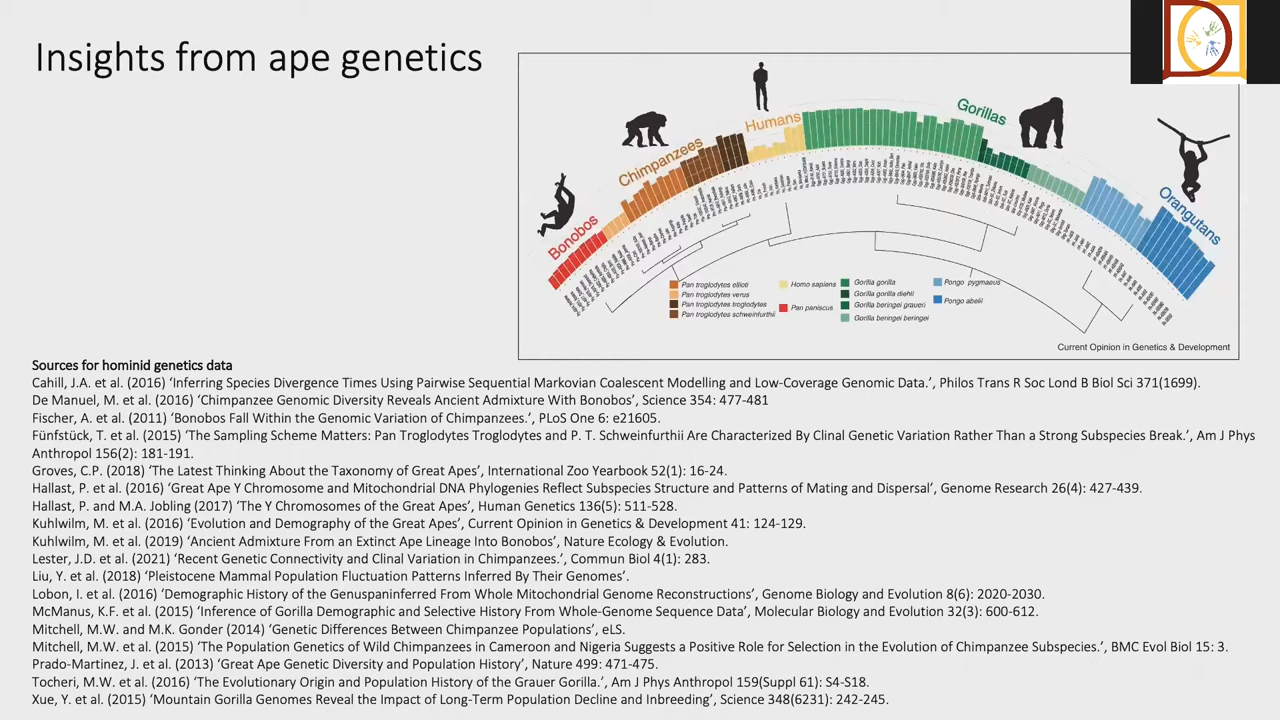 Insights from ape genetics
Bonobos
Chimpanzees
Humans
Gorillas
Orangutans
Pan troglodytes ellioti
Pan troglodytes verus
Pan troglodytes troglodytes
Pan troglodytes schweinfurthii
Homo sapiens
Pan paniscus
Gorilla gorilla
Gorilla gorilla diehli
Gorilla beringei graueri
Gorilla beringei beringei
Pongo pygmaeus
Pongo abelii
Current Opinion in Genetics & Development
Sources for hominid genetics data
Cahill, J.A. et al. (2016) ‘Inferring Species Divergence Times Using Pairwise Sequential Markovian Coalescent Modelling and Low-Coverage Genomic Data.’, Philos Trans R Soc Lond B Biol Sci 371(1699).
De Manuel, M. et al. (2016) ‘Chimpanzee Genomic Diversity Reveals Ancient Admixture With Bonobos’, Science 354: 477-481
Fischer, A. et al. (2011) ‘Bonobos Fall Within the Genomic Variation of Chimpanzees.’, PLoS One 6: e21605.
Fünfstück, T. et al. (2015) ‘The Sampling Scheme Matters: Pan Troglodytes Troglodytes and P. T. Schweinfurthii Are Characterized By Clinal Genetic Variation Rather Than a Strong Subspecies Break.’, Am J Phys
Anthropol 156(2): 181-191.
Groves, C.P. (2018) ‘The Latest Thinking About the Taxonomy of Great Apes’, International Zoo Yearbook 52(1): 16-24.
Hallast, P. et al. (2016) ‘Great Ape Y Chromosome and Mitochondrial DNA Phylogenies Reflect Subspecies Structure and Patterns of Mating and Dispersal’, Genome Research 26(4): 427-439.
Hallast, P. and M.A. Jobling (2017) ‘The Y Chromosomes of the Great Apes’, Human Genetics 136(5): 511-528.
Kuhlwilm, M. et al. (2016) ‘Evolution and Demography of the Great Apes’, Current Opinion in Genetics & Development 41: 124-129.
Kuhlwilm, M. et al. (2019) ‘Ancient Admixture From an Extinct Ape Lineage Into Bonobos’, Nature Ecology & Evolution.
Lester, J.D. et al. (2021) ‘Recent Genetic Connectivity and Clinal Variation in Chimpanzees.’, Commun Biol 4(1): 283.
Liu, Y. et al. (2018) ‘Pleistocene Mammal Population Fluctuation Patterns Inferred By Their Genomes’.
Lobon, I. et al. (2016) ‘Demographic History of the Genuspaninferred From Whole Mitochondrial Genome Reconstructions’, Genome Biology and Evolution 8(6): 2020-2030.
McManus, K.F. et al. (2015) ‘Inference of Gorilla Demographic and Selective History From Whole-Genome Sequence Data’, Molecular Biology and Evolution 32(3): 600-612.
Mitchell, M.W. and M.K. Gonder (2014) ‘Genetic Differences Between Chimpanzee Populations’, eLS.
Mitchell, M.W. et al. (2015) ‘The Population Genetics of Wild Chimpanzees in Cameroon and Nigeria Suggests a Positive Role for Selection in the Evolution of Chimpanzee Subspecies.’, BMC Evol Biol 15: 3.
Prado-Martinez, J. et al. (2013) ‘Great Ape Genetic Diversity and Population History’, Nature 499: 471-475.
Tocheri, M.W. et al. (2016) ‘The Evolutionary Origin and Population History of the Grauer Gorilla.’, Am J Phys Anthropol 159(Suppl 61): S4-S18.
Xue, Y. et al. (2015) ‘Mountain Gorilla Genomes Reveal the Impact of Long-Term Population Decline and Inbreeding’, Science 348(6231): 242-245.